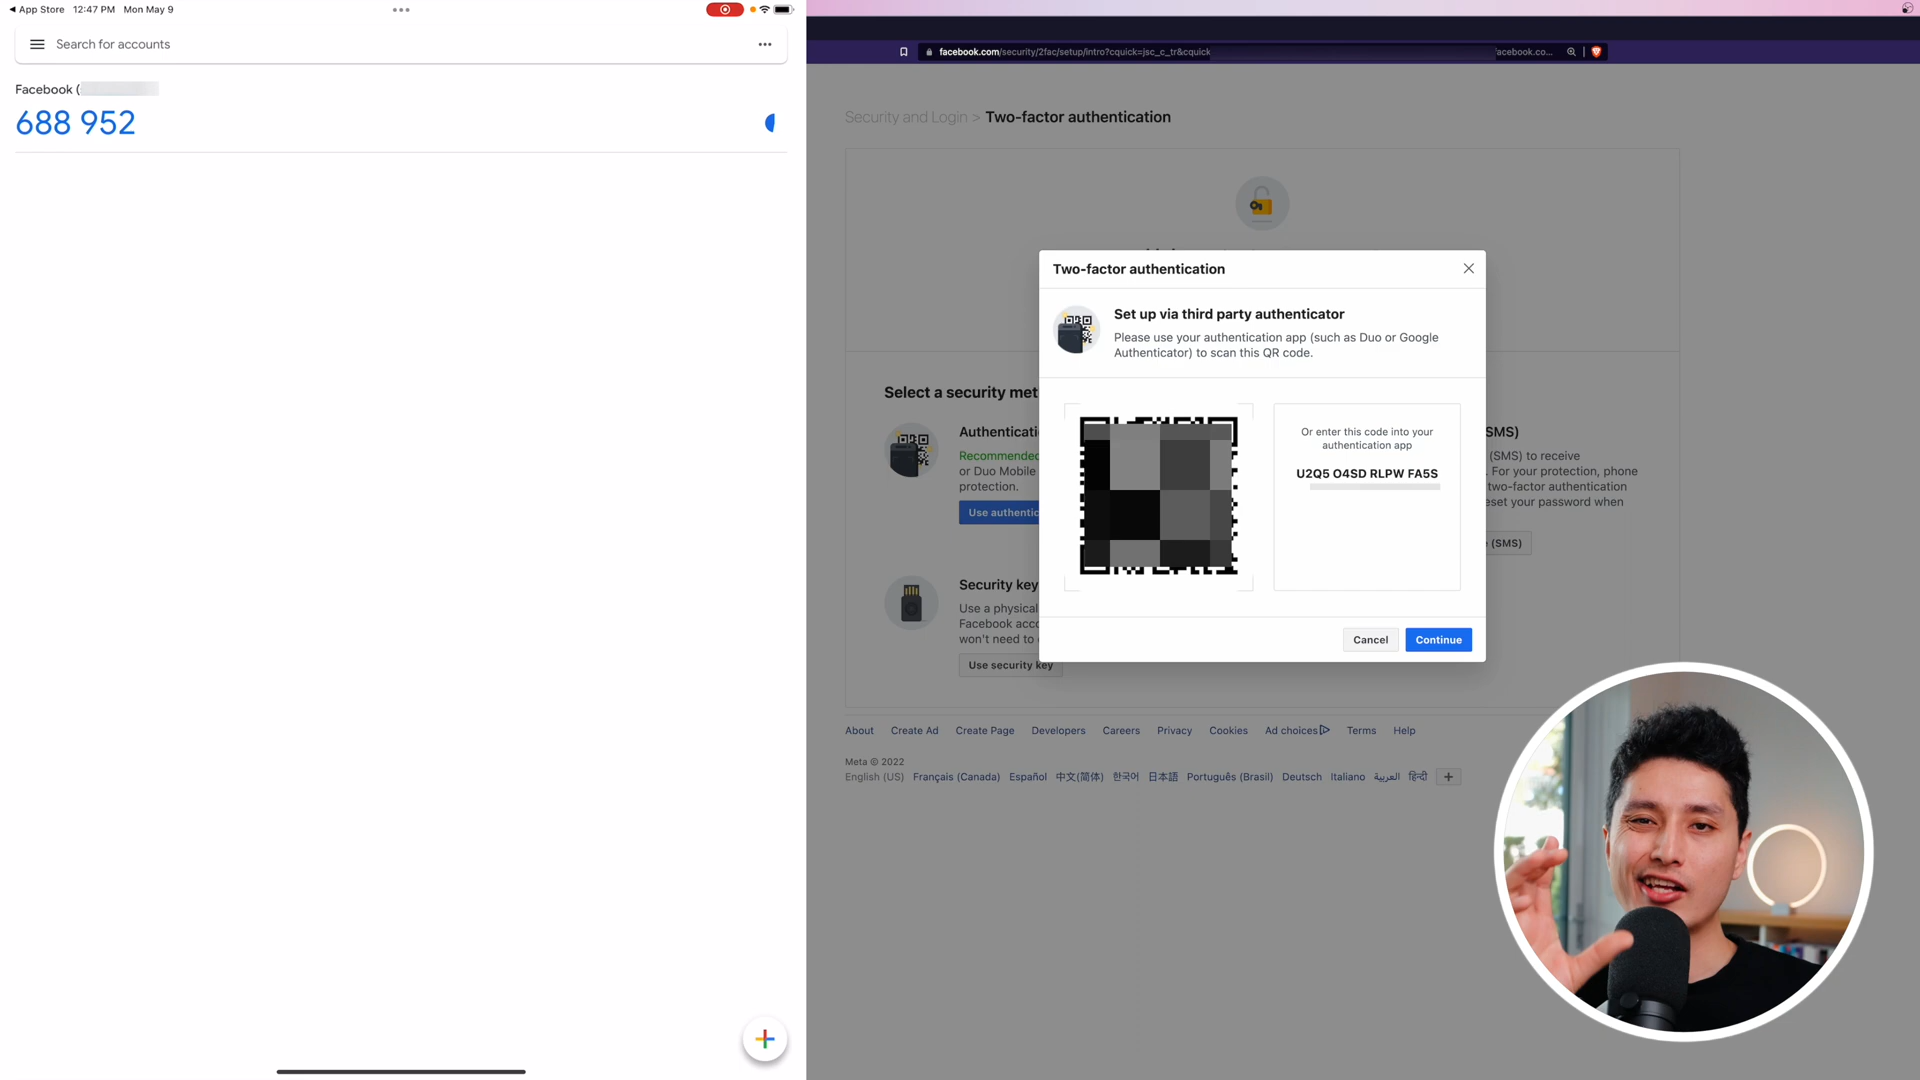 App Store 12:47 PM Mon May 9
Search for accounts
Facebook (
688 952
facebook.com/security/2fac/setup/intro?cquick=jsc_c_tr&cquick
acebook.co...
Security and Login > Two-factor authentication
Select a security met
Authenticati
Recommended
or Duo Mobile
protection.
Use authentic
Security key
Use a physical
Facebook acco
won't need to
Use security key
SMS)
(SMS) to receive
. For your protection, phone
two-factor authentication
eset your password when
(SMS)
Two-factor authentication
Set up via third party authenticator
Please use your authentication app (such as Duo or Google
Authenticator) to scan this QR code.
Or enter this code into your
authentication app
U2Q5 O4SD RLPW FA5S
Cancel
Continue
About Create Ad Create Page Developers Careers Privacy Cookies Ad choices Terms Help
Meta © 2022
English (US) Français (Canada) Español 中文(简体) 한국어 日本語 Português (Brasil) Deutsch Italiano العربية हिन्दी